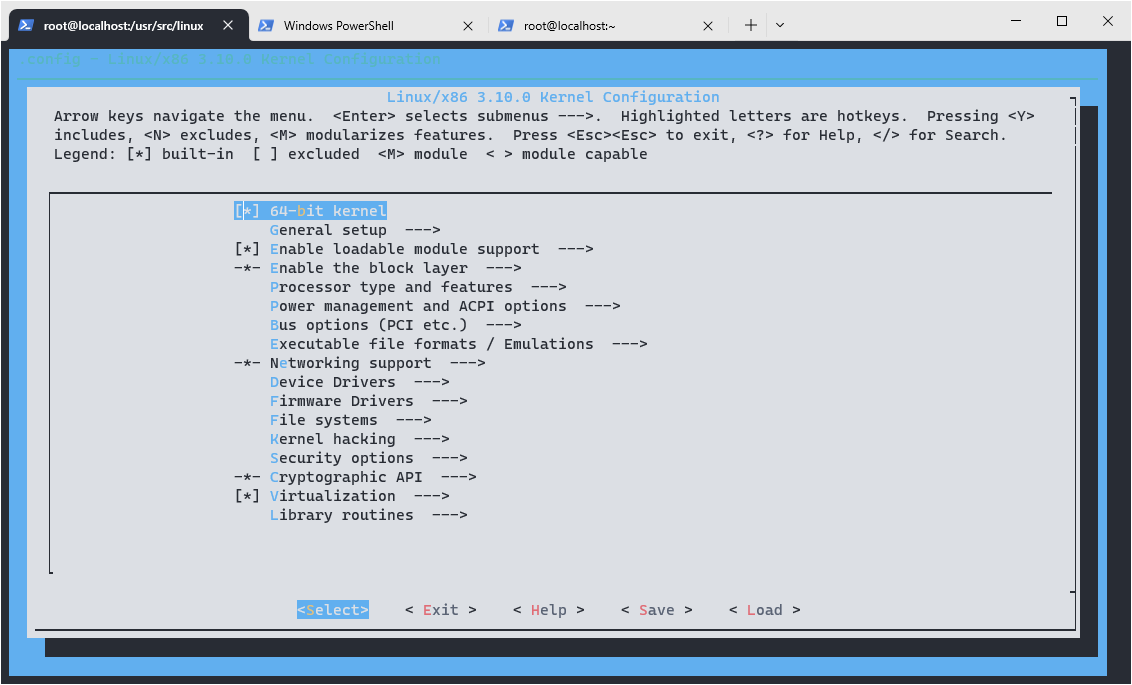 root@localhost:/usr/src/linux
Windows PowerShell
root@localhost:~
.config - Linux/x86 3.10.0 Kernel Configuration
Linux/x86 3.10.0 Kernel Configuration
Arrow keys navigate the menu.  <Enter> selects submenus --->.  Highlighted letters are hotkeys.  Pressing <Y>
includes, <N> excludes, <M> modularizes features.  Press <Esc><Esc> to exit, <?> for Help, </> for Search.
Legend: [*] built-in  [ ] excluded  <M> module  < > module capable
[*] 64-bit kernel
General setup  --->
[*] Enable loadable module support  --->
-*- Enable the block layer  --->
Processor type and features  --->
Power management and ACPI options  --->
Bus options (PCI etc.)  --->
Executable file formats / Emulations  --->
-*- Networking support  --->
Device Drivers  --->
Firmware Drivers  --->
File systems  --->
Kernel hacking  --->
Security options  --->
-*- Cryptographic API  --->
[*] Virtualization  --->
Library routines  --->
<Select>    < Exit >    < Help >    < Save >    < Load >